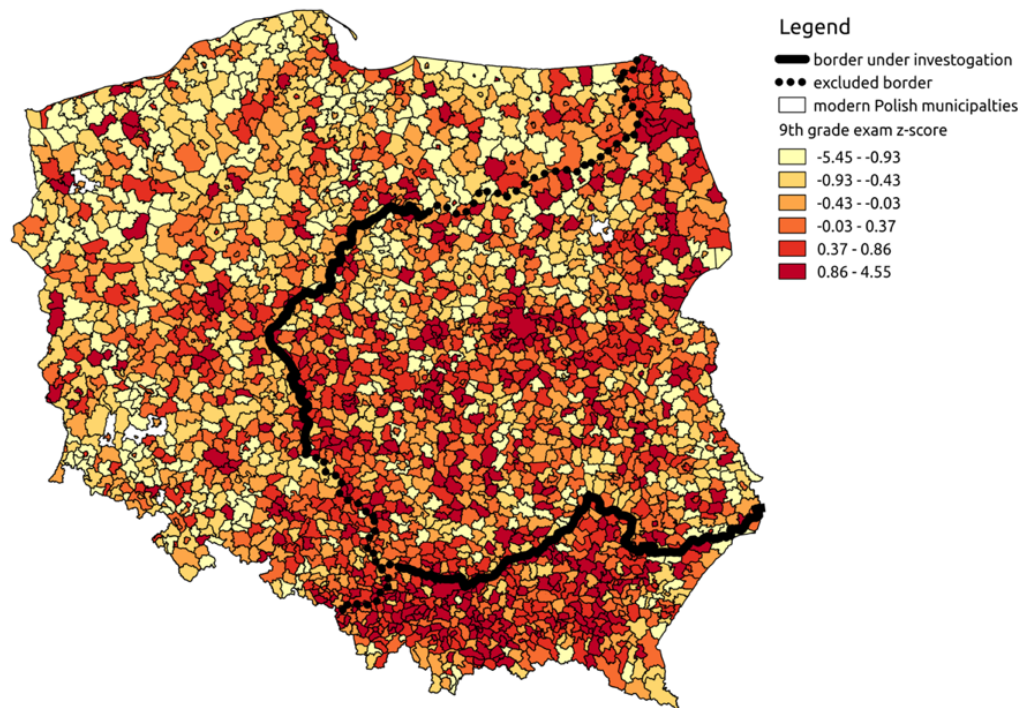 Legend
border under investogation
excluded border
modern Polish municipalties
9th grade exam z-score
-5.45 - -0.93
-0.93 - -0.43
-0.43 - -0.03
-0.03 - 0.37
0.37 - 0.86
0.86 - 4.55